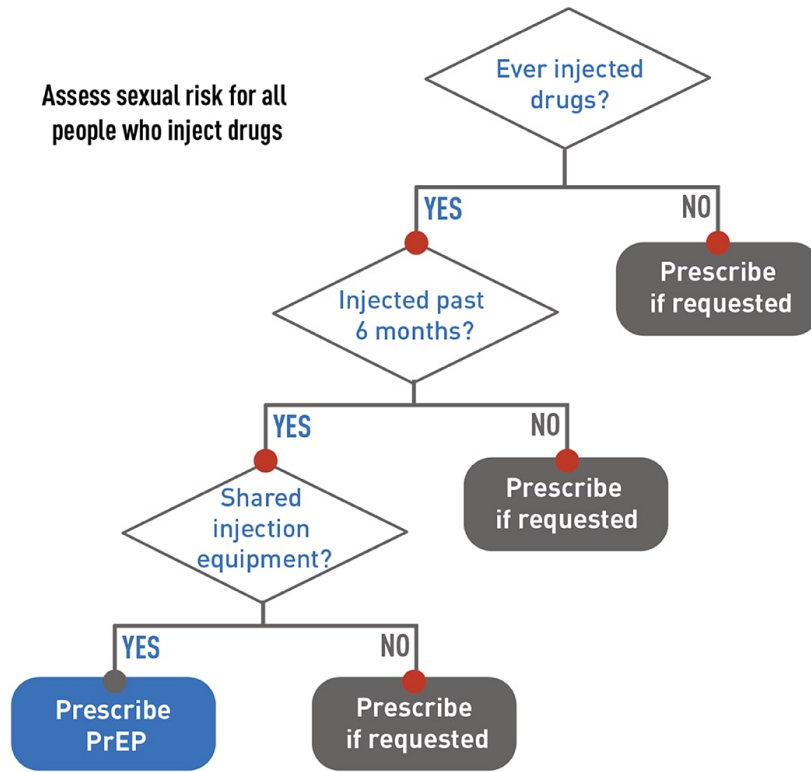 Assess sexual risk for all
people who inject drugs
Ever injected
drugs?
YES
NO
Injected past
6 months?
Prescribe
if requested
YES
NO
Shared
injection
equipment?
Prescribe
if requested
YES
NO
Prescribe
PrEP
Prescribe
if requested